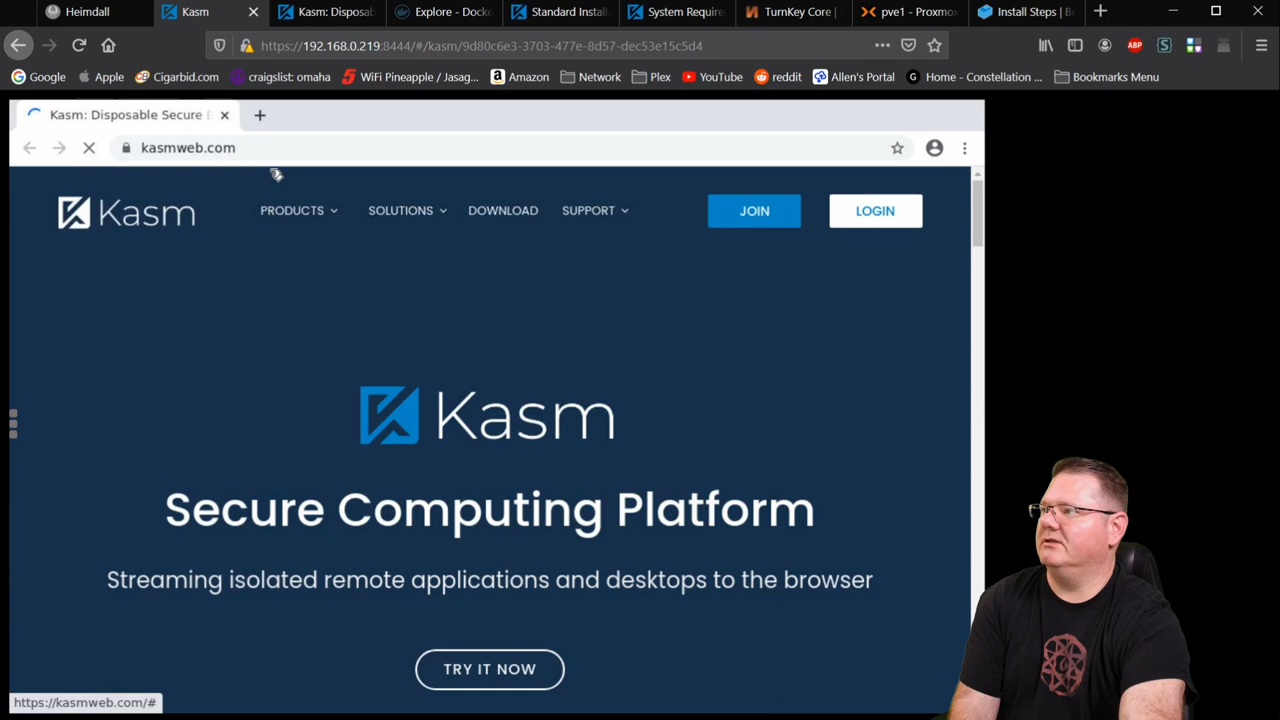 Heimdall
Kasm
Kasm: Disposab
Explore - Docke
Standard Instal
System Require
TurnKey Core |
pve1 - Proxmo
Install Steps | B
https://192.168.0.219:8444/#/kasm/9d80c6e3-3703-477e-8d57-dec53e15c5d4
Google
Apple
Cigarbid.com
craigslist: omaha
WiFi Pineapple / Jasag...
Amazon
Network
Plex
YouTube
reddit
Allen's Portal
Home - Constellation ...
Bookmarks Menu
ABP
Kasm: Disposable Secure B
kasmweb.com
Kasm
PRODUCTS
SOLUTIONS
DOWNLOAD
SUPPORT
JOIN
LOGIN
Kasm
Secure Computing Platform
Streaming isolated remote applications and desktops to the browser
TRY IT NOW
https://kasmweb.com/#